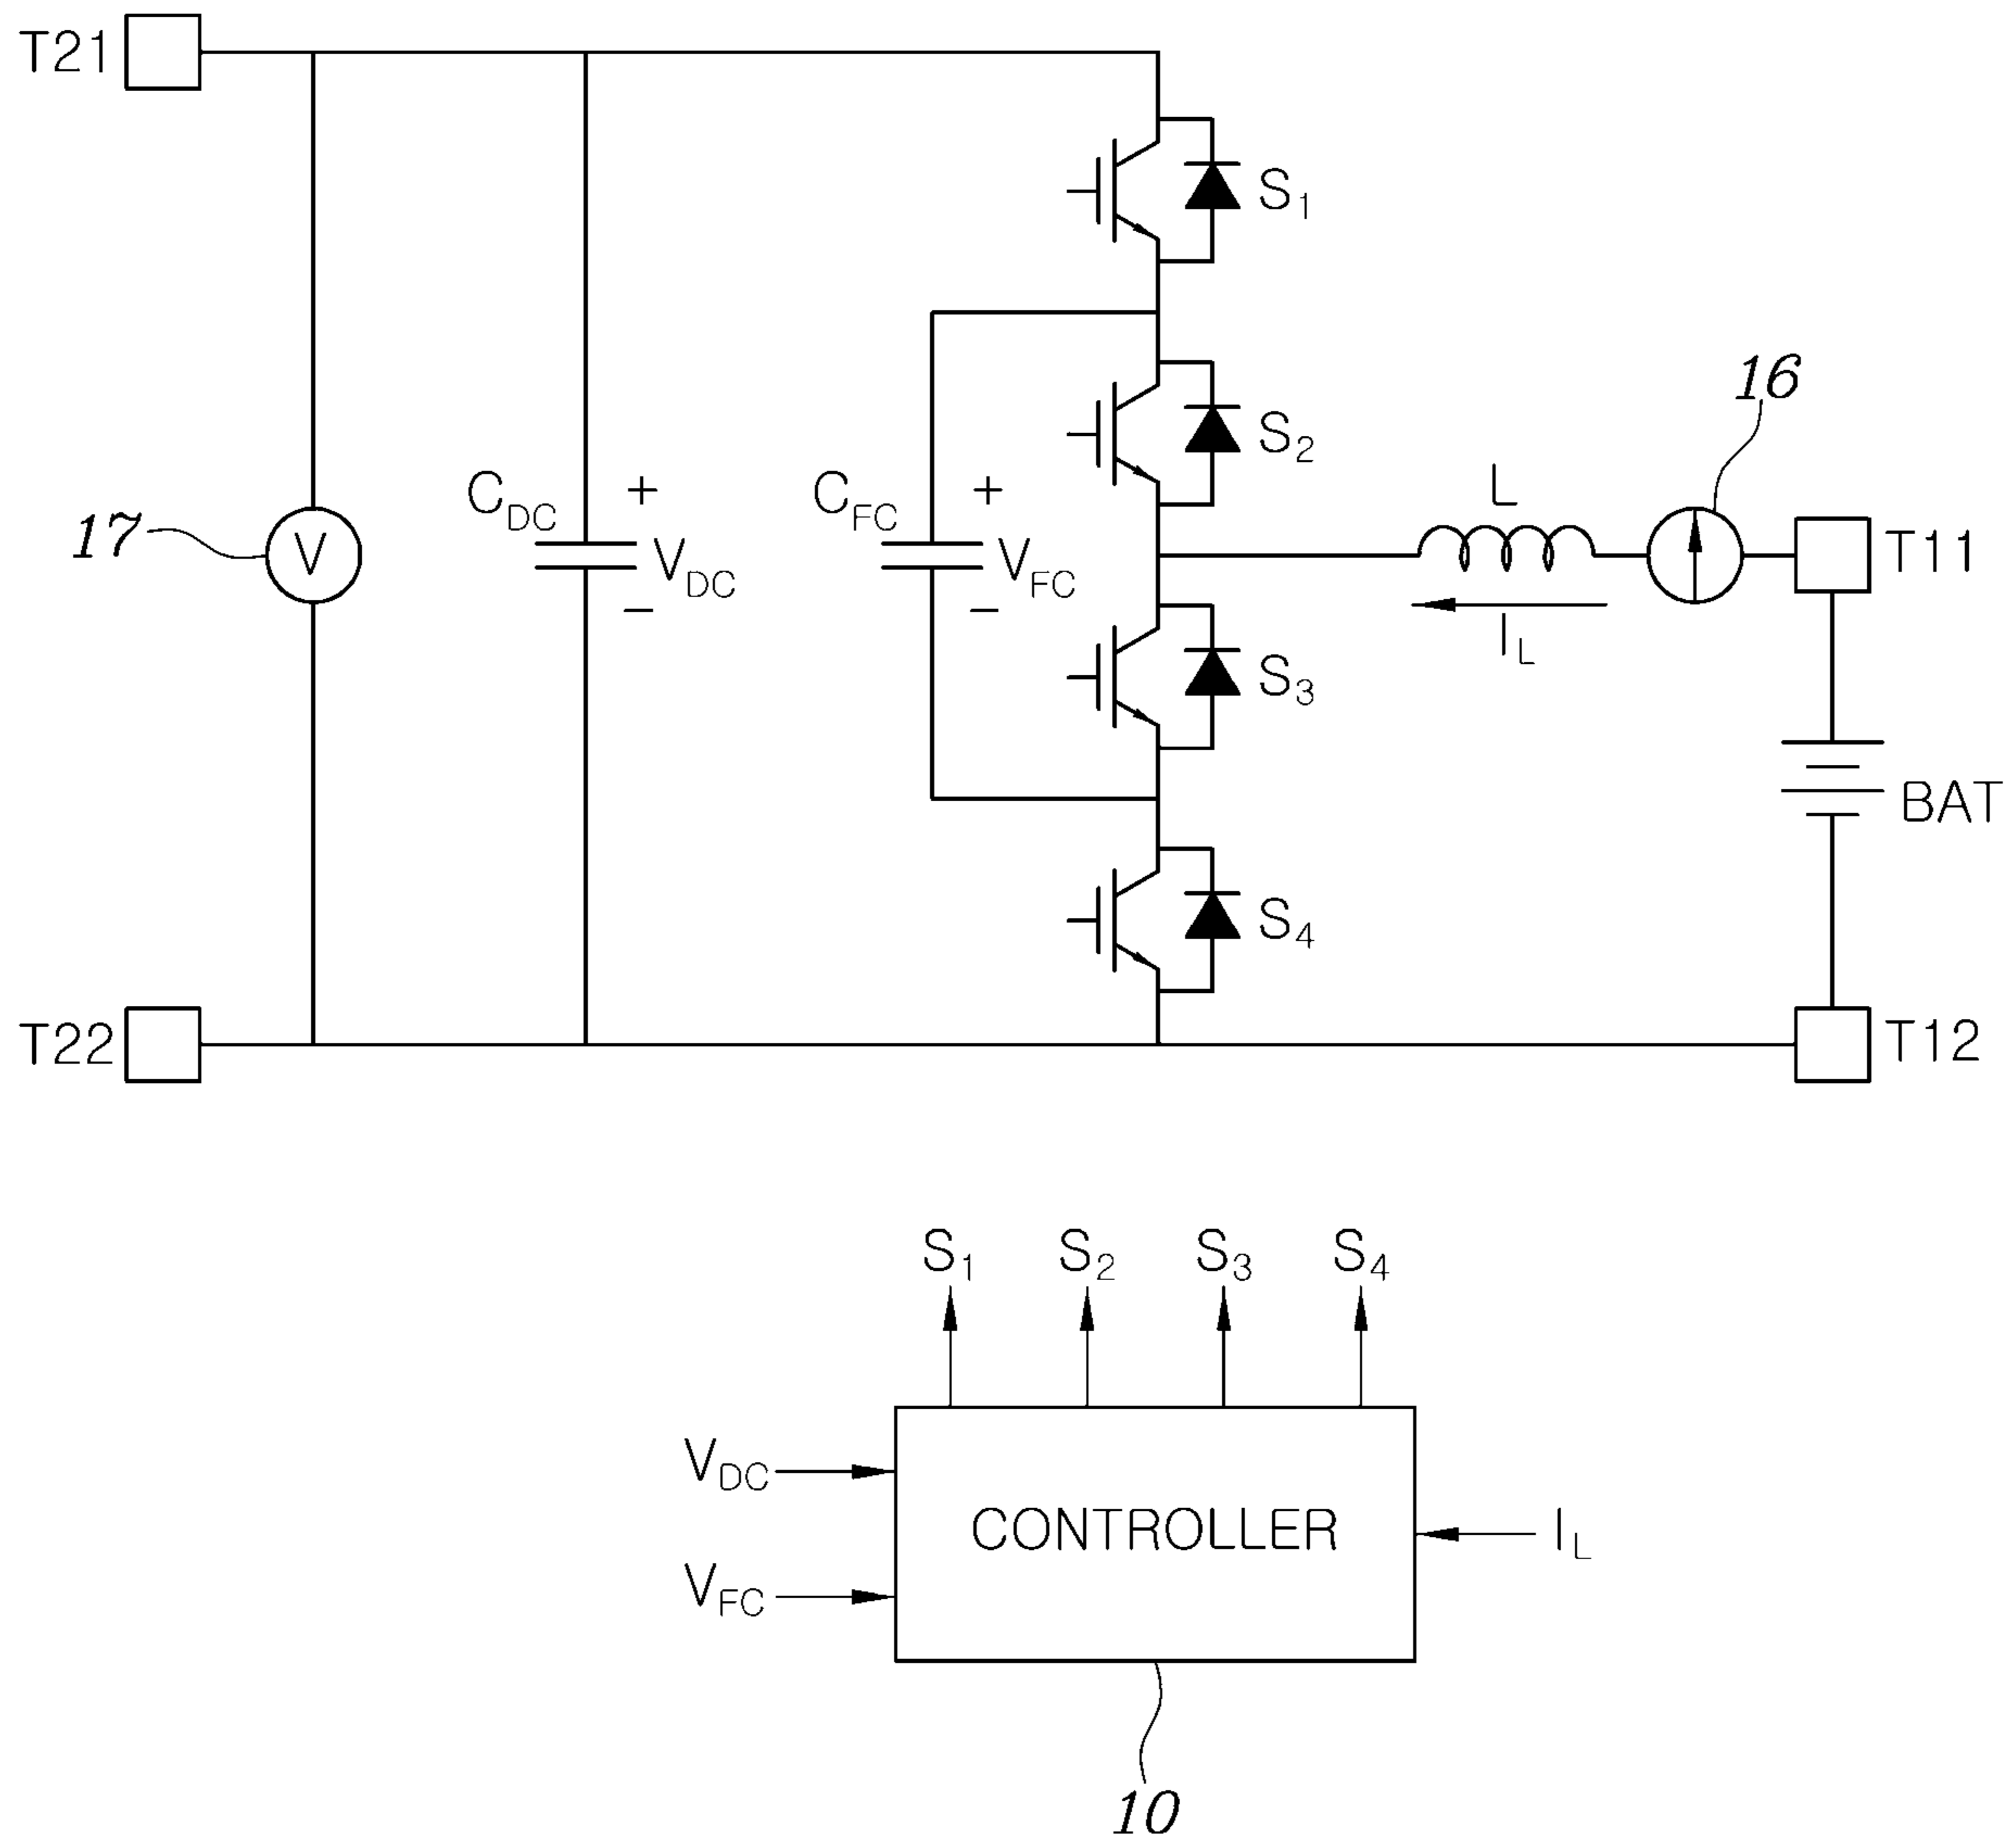 T21
S1
16
S2
L
CDC
+
CFC
+
17
V
VDC
VFC
T11
−
−
IL
S3
BAT
S4
T22
T12
S1 S2 S3 S4
VDC
CONTROLLER
IL
VFC
10